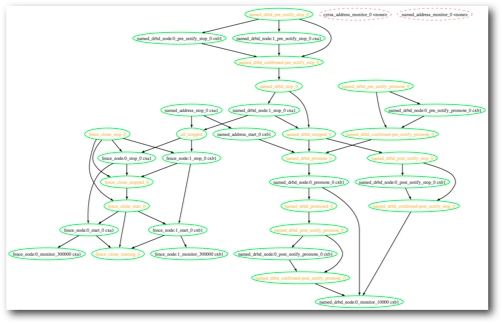 named_drbd_pre_notify_stop_0
cyrus_address_monitor_0 <none>
named_address_monitor_0 <none>
named_drbd_node:0_pre_notify_stop_0 cxb1
named_drbd_node:1_pre_notify_stop_0 cxa1
named_drbd_confirmed-pre_notify_stop_0
named_drbd_stop_0
named_drbd_pre_notify_promote_0
named_address_stop_0 cxa1
named_drbd_node:1_stop_0 cxa1
named_drbd_node:0_pre_notify_promote_0 cxb1
fence_clone_stop_0
all_stopped
named_address_start_0 cxb1
named_drbd_stopped_0
named_drbd_confirmed-pre_notify_promote_0
fence_node:0_stop_0 cxa1
fence_node:1_stop_0 cxb1
named_drbd_promote_0
named_drbd_post_notify_stop_0
fence_clone_stopped_0
named_drbd_node:0_promote_0 cxb1
named_drbd_node:0_post_notify_stop_0 cxb1
fence_clone_start_0
named_drbd_promoted_0
named_drbd_confirmed-post_notify_stop_0
fence_node:0_start_0 cxa1
fence_node:1_start_0 cxb1
named_drbd_post_notify_promote_0
fence_node:0_monitor_300000 cxa1
fence_clone_running_0
fence_node:1_monitor_300000 cxb1
named_drbd_node:0_post_notify_promote_0 cxb1
named_drbd_confirmed-post_notify_promote_0
named_drbd_node:0_monitor_10000 cxb1